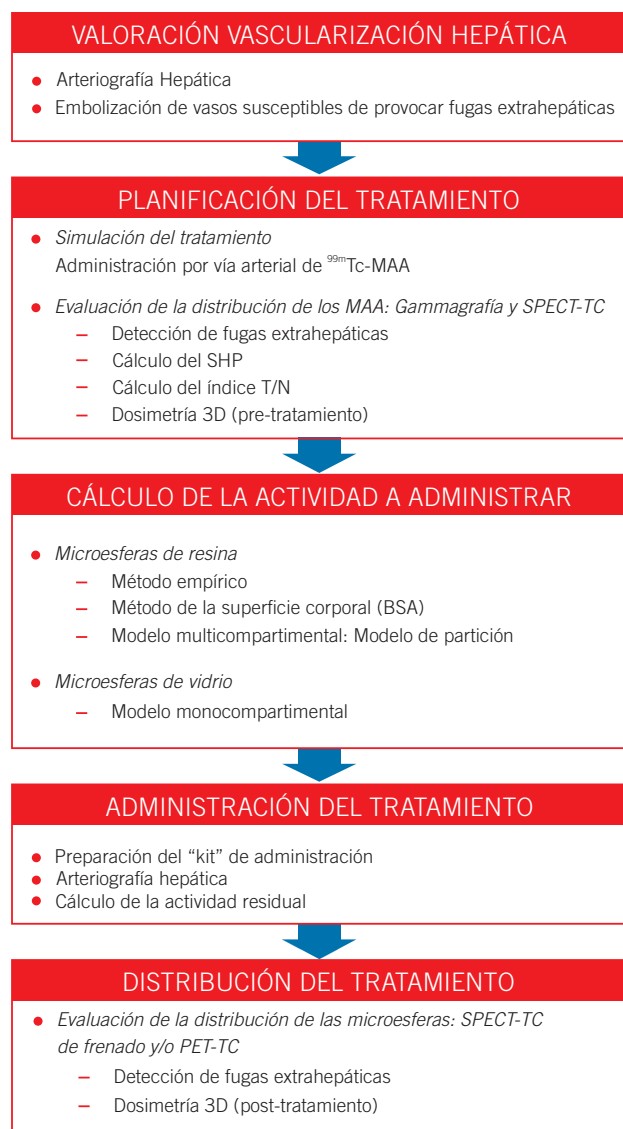 VALORACIÓN VASCULARIZACIÓN HEPÁTICA
● Arteriografía Hepática
● Embolización de vasos susceptibles de provocar fugas extrahepáticas
PLANIFICACIÓN DEL TRATAMIENTO
● Simulación del tratamiento
Administración por vía arterial de ⁹⁹ᵐTc-MAA
● Evaluación de la distribución de los MAA: Gammagrafía y SPECT-TC
– Detección de fugas extrahepáticas
– Cálculo del SHP
– Cálculo del índice T/N
– Dosimetría 3D (pre-tratamiento)
CÁLCULO DE LA ACTIVIDAD A ADMINISTRAR
● Microesferas de resina
– Método empírico
– Método de la superficie corporal (BSA)
– Modelo multicompartimental: Modelo de partición
● Microesferas de vidrio
– Modelo monocompartimental
ADMINISTRACIÓN DEL TRATAMIENTO
● Preparación del “kit” de administración
● Arteriografía hepática
● Cálculo de la actividad residual
DISTRIBUCIÓN DEL TRATAMIENTO
● Evaluación de la distribución de las microesferas: SPECT-TC
de frenado y/o PET-TC
– Detección de fugas extrahepáticas
– Dosimetría 3D (post-tratamiento)